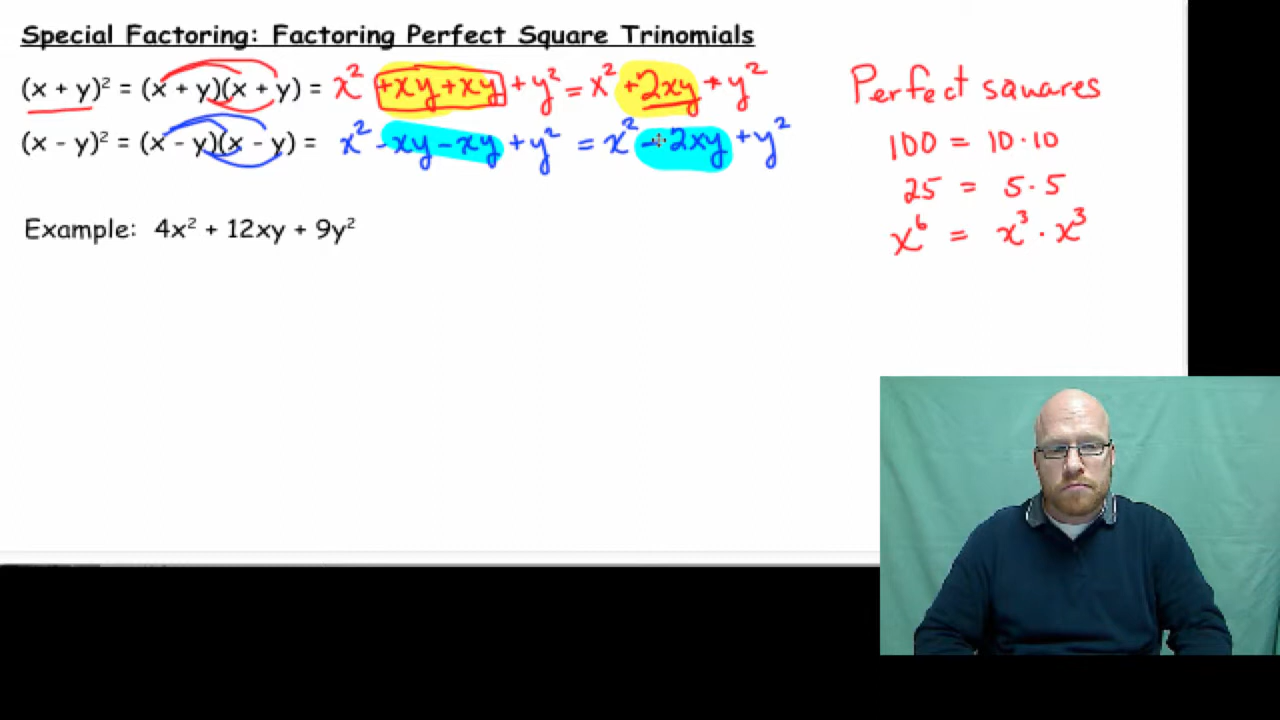 Special Factoring: Factoring Perfect Square Trinomials
(x + y)² = (x + y)(x + y) = x² +xy+xy +y² = x² +2xy +y²
(x - y)² = (x - y)(x - y) = x² -xy-xy +y² = x² -2xy +y²
Example: 4x² + 12xy + 9y²
Perfect squares
100 = 10·10
25 = 5·5
x⁶ = x³·x³